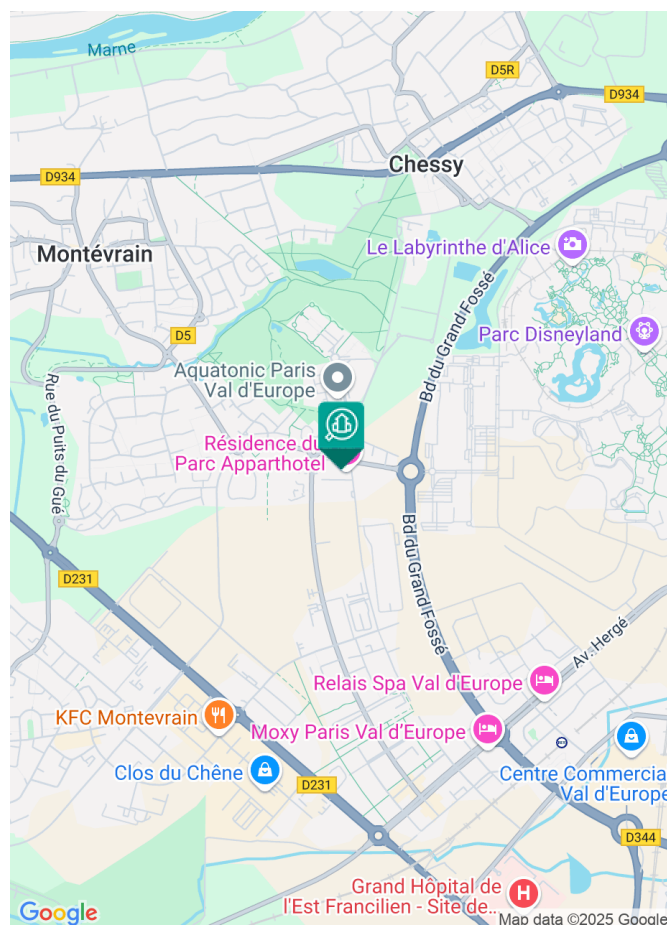 Marne
D5R
D934
Chessy
D934
Montévrain
Le Labyrinthe d'Alice
Bd du Grand Fossé
Parc Disneyland
D5
Aquatonic Paris
Val d'Europe
Rue du Puits du Gué
Résidence du
Parc Apparthotel
Bd du Grand Fossé
D231
Av. Hergé
Relais Spa Val d'Europe
KFC Montevrain
Moxy Paris Val d'Europe
Clos du Chêne
D231
Centre Commercia
Val d'Europe
D344
Grand Hôpital de
l'Est Francilien - Site de...
H
Google
Map data ©2025 Google